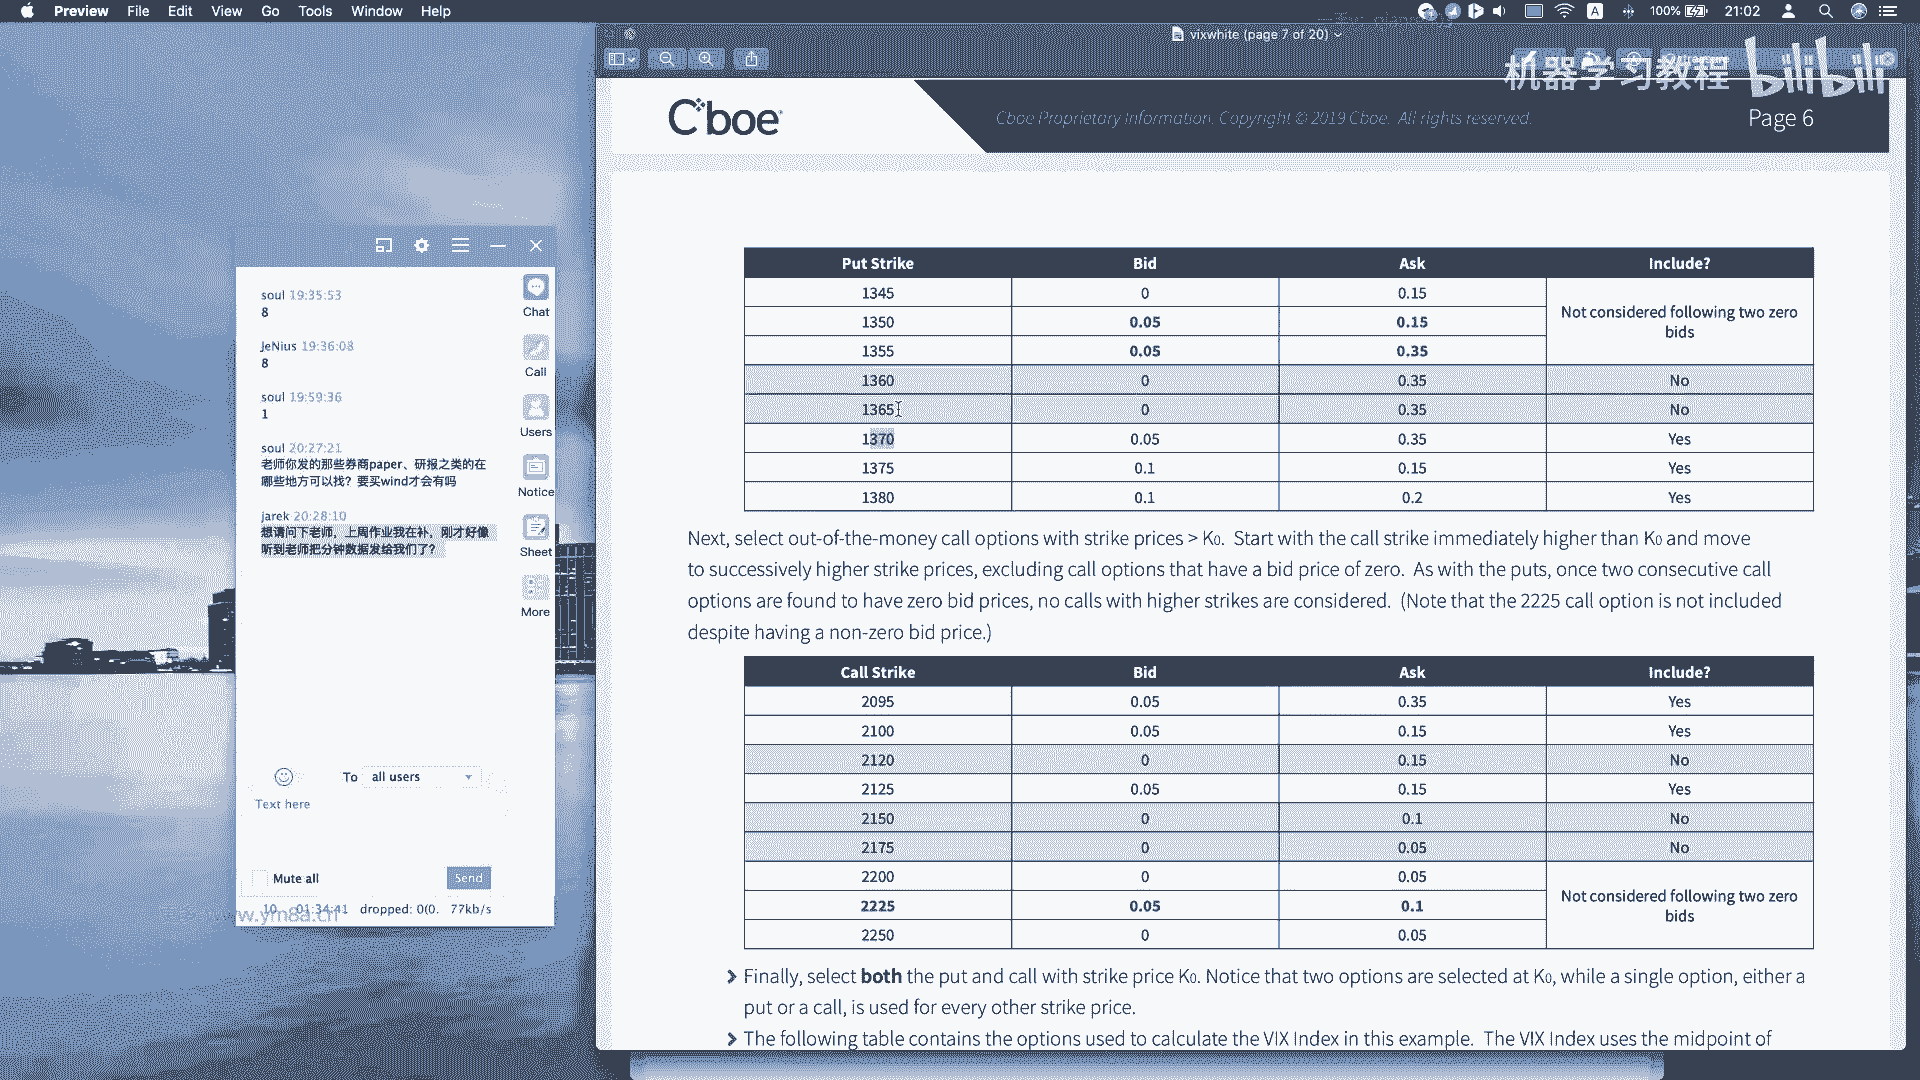 Preview File Edit View Go Tools Window Help
100% 21:02
vixwhite (page 7 of 20)
机器学习教程 bilibili
Cboe
Cboe Proprietary Information. Copyright © 2019 Cboe. All rights reserved.
Page 6
soul 19:35:53
8
JeNius 19:36:08
8
soul 19:59:36
1
soul 20:27:21
老师你发的那些券商paper、研报之类的在
哪些地方可以找？要买wind才会有吗
jarek 20:28:10
想请问下老师，上周作业我在补，刚才好像
听到老师把分钟数据发给我们了？
Chat
Call
Users
Notice
Sheet
More
To all users
Text here
Mute all Send
10 01:34:41 dropped: 0(0. 77kb/s
www.ym8a.cn
Put Strike Bid Ask Include?
1345 0 0.15
1350 0.05 0.15
1355 0.05 0.35
Not considered following two zero
bids
1360 0 0.35 No
1365 0 0.35 No
1370 0.05 0.35 Yes
1375 0.1 0.15 Yes
1380 0.1 0.2 Yes
Next, select out-of-the-money call options with strike prices > K₀. Start with the call strike immediately higher than K₀ and move
to successively higher strike prices, excluding call options that have a bid price of zero. As with the puts, once two consecutive call
options are found to have zero bid prices, no calls with higher strikes are considered. (Note that the 2225 call option is not included
despite having a non-zero bid price.)
Call Strike Bid Ask Include?
2095 0.05 0.35 Yes
2100 0.05 0.15 Yes
2120 0 0.15 No
2125 0.05 0.15 Yes
2150 0 0.1 No
2175 0 0.05 No
2200 0 0.05
2225 0.05 0.1
2250 0 0.05
Not considered following two zero
bids
Finally, select both the put and call with strike price K₀. Notice that two options are selected at K₀, while a single option, either a
put or a call, is used for every other strike price.
The following table contains the options used to calculate the VIX Index in this example. The VIX Index uses the midpoint of